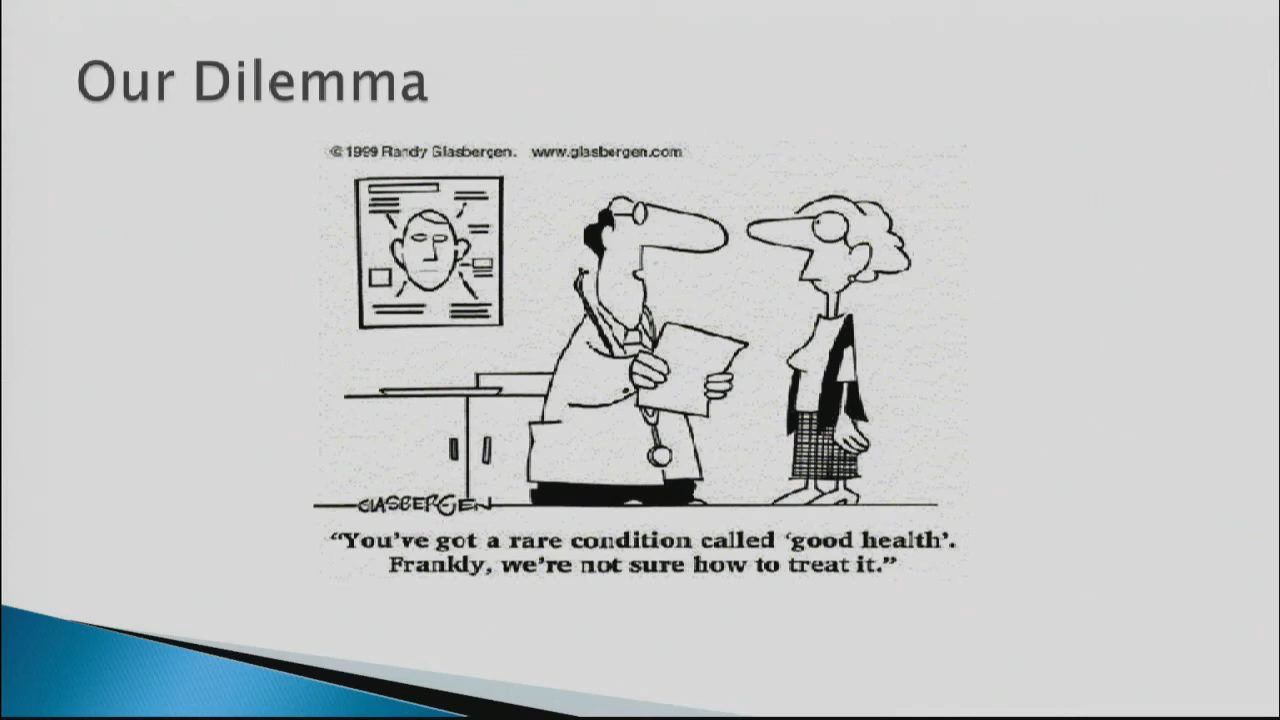 Our Dilemma
© 1999 Randy Glasbergen. www.glasbergen.com
GLASBERGEN
“You’ve got a rare condition called ‘good health’.
Frankly, we’re not sure how to treat it.”